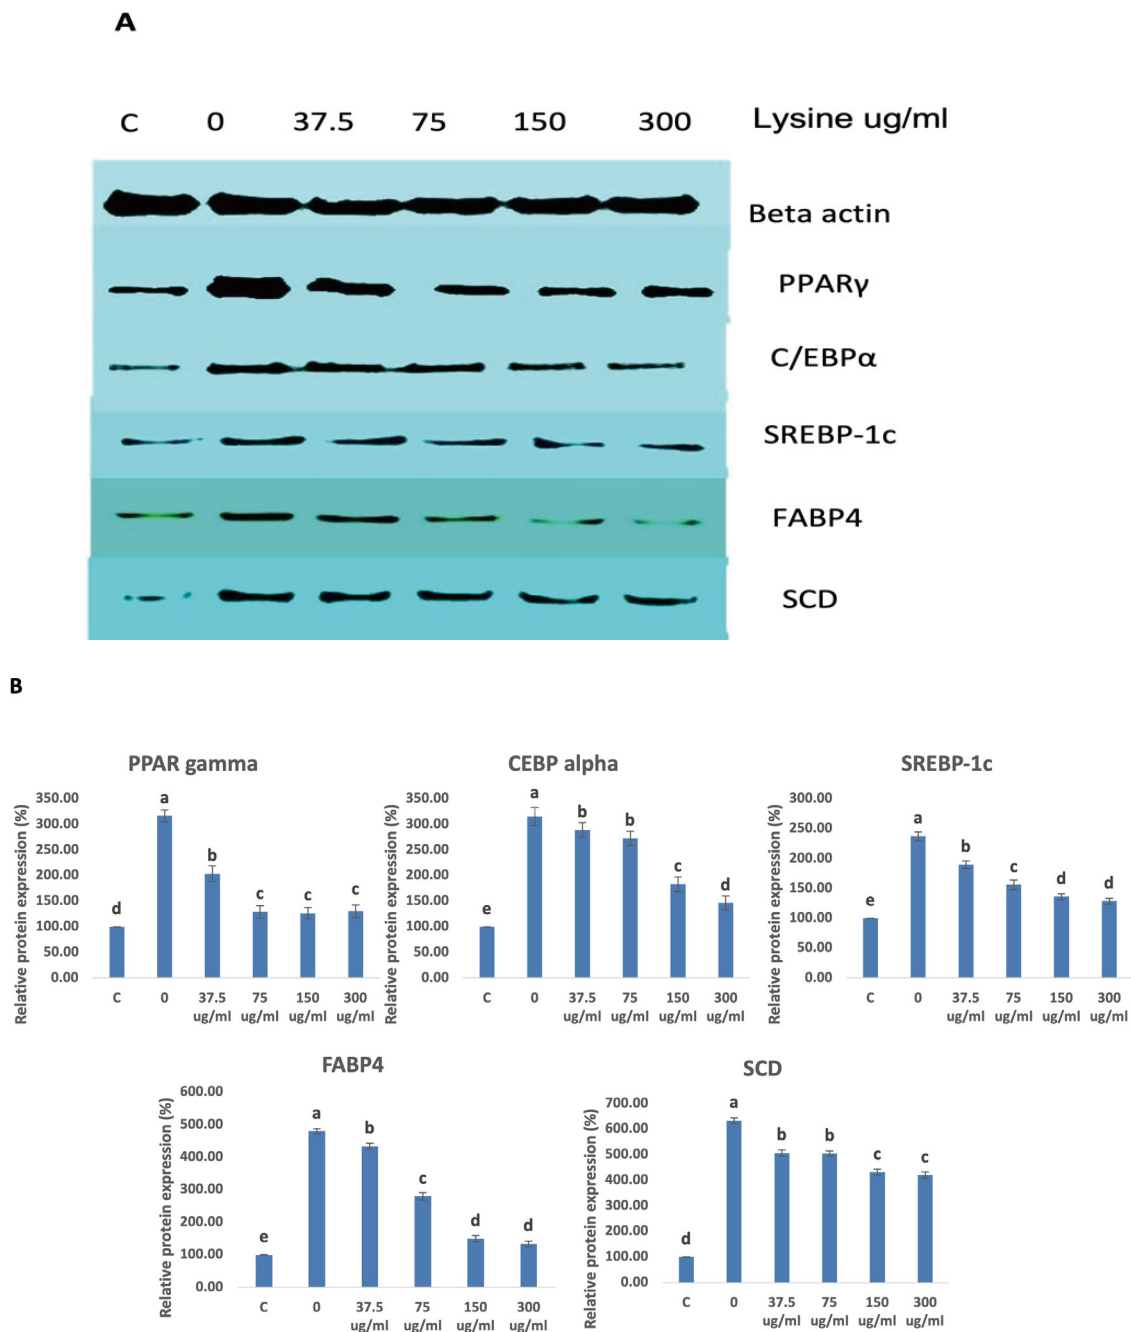 A
C 0 37.5 75 150 300 Lysine ug/ml
Beta actin
PPARγ
C/EBPα
SREBP-1c
FABP4
SCD
B
PPAR gamma
Relative protein expression (%)
350.00
300.00
250.00
200.00
150.00
100.00
50.00
0.00
d a b c c c
C 0 37.5 75 150 300
ug/ml ug/ml ug/ml ug/ml
CEBP alpha
Relative protein expression (%)
350.00
300.00
250.00
200.00
150.00
100.00
50.00
0.00
e a b b c d
C 0 37.5 75 150 300
ug/ml ug/ml ug/ml ug/ml
SREBP-1c
Relative protein expression (%)
300.00
250.00
200.00
150.00
100.00
50.00
0.00
e a b c d d
C 0 37.5 75 150 300
ug/ml ug/ml ug/ml ug/ml
FABP4
Relative protein expression (%)
600.00
500.00
400.00
300.00
200.00
100.00
0.00
e a b c d d
C 0 37.5 75 150 300
ug/ml ug/ml ug/ml ug/ml
SCD
Relative protein expression (%)
700.00
600.00
500.00
400.00
300.00
200.00
100.00
0.00
d a b b c c
C 0 37.5 75 150 300
ug/ml ug/ml ug/ml ug/ml